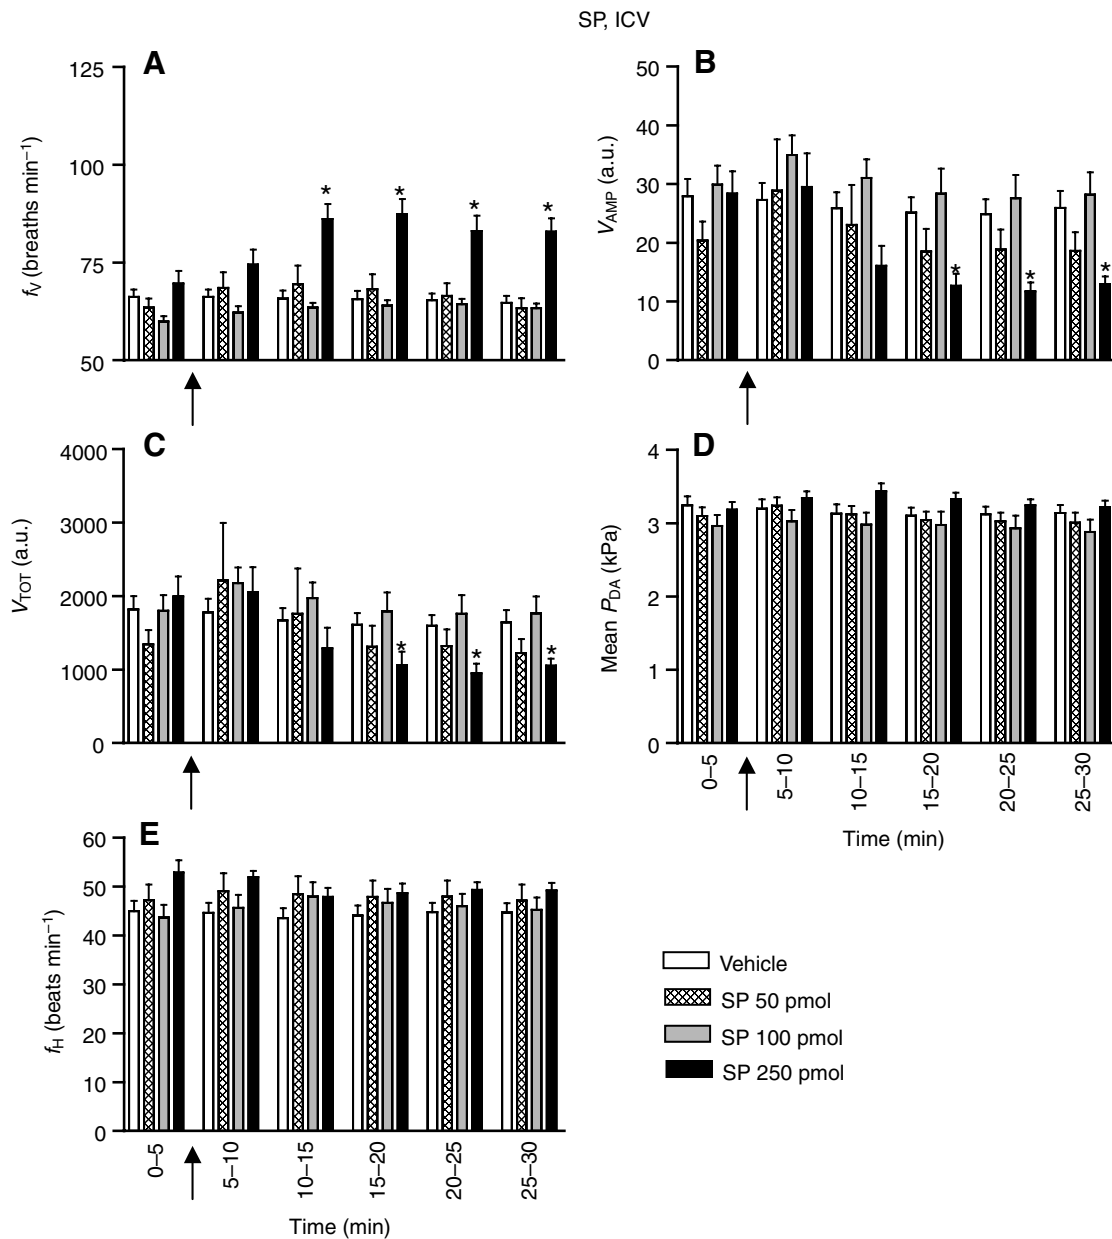 SP, ICV
A
125
100
75
50
fV (breaths min−1)
* * * *
B
50
40
30
20
10
0
VAMP (a.u.)
* * *
C
4000
3000
2000
1000
0
VTOT (a.u.)
* * *
D
4
3
2
1
0
Mean PDA (kPa)
0–5 5–10 10–15 15–20 20–25 25–30
Time (min)
E
60
50
40
30
20
10
0
fH (beats min−1)
0–5 5–10 10–15 15–20 20–25 25–30
Time (min)
Vehicle
SP 50 pmol
SP 100 pmol
SP 250 pmol